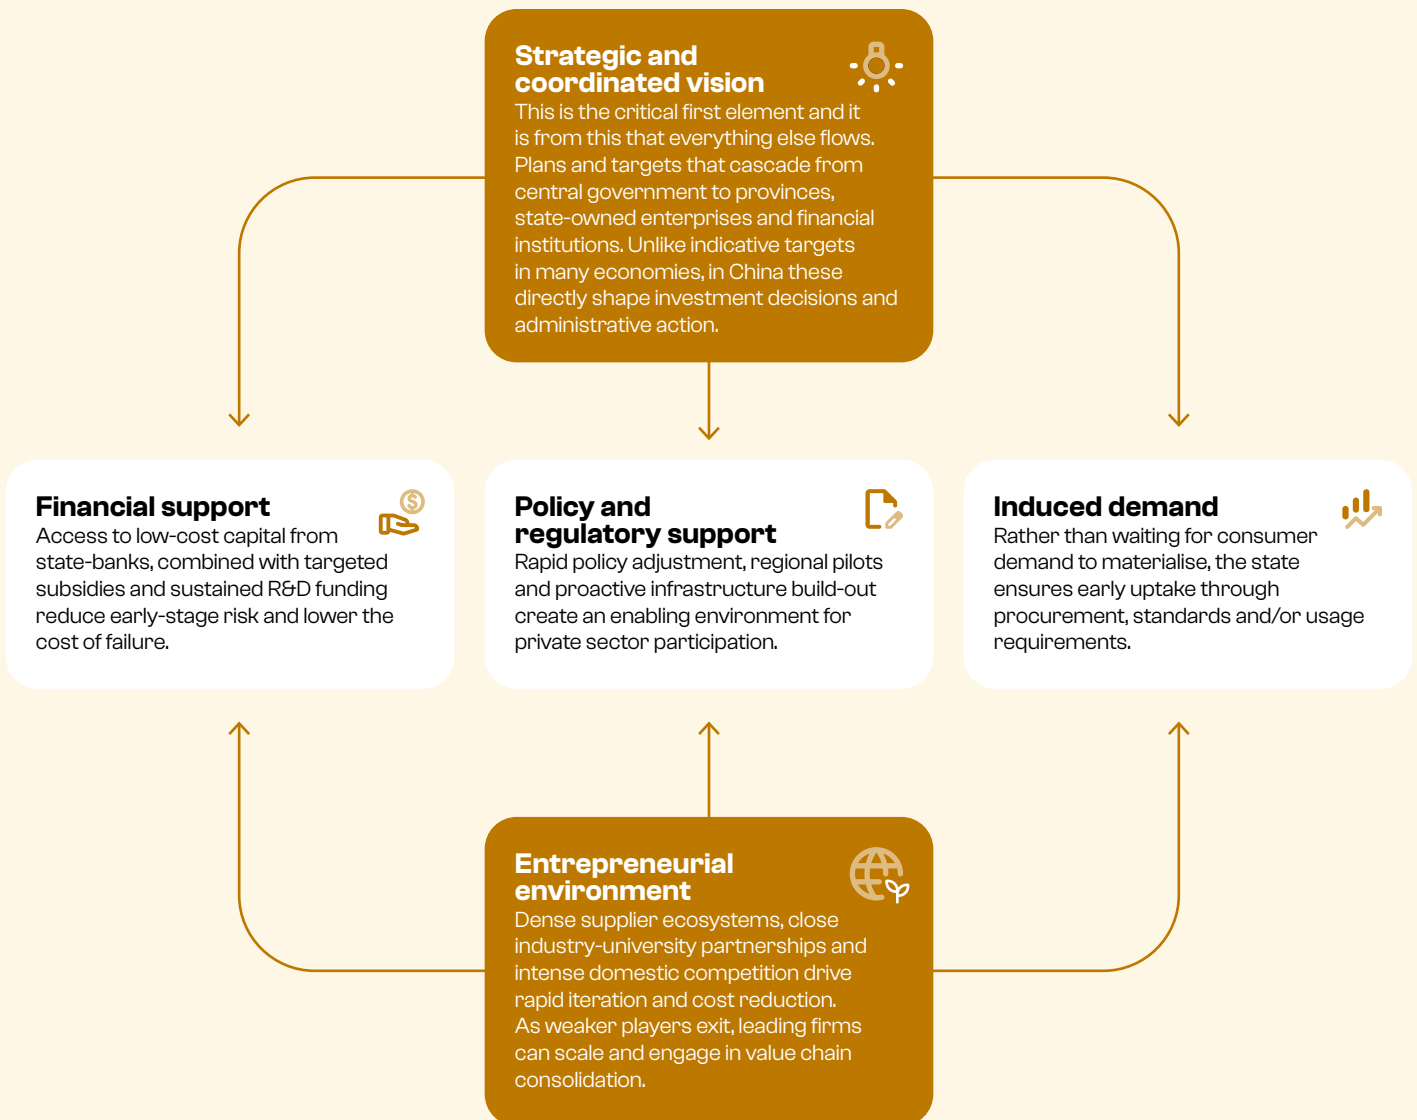 Strategic and
coordinated vision
This is the critical first element and it
is from this that everything else flows.
Plans and targets that cascade from
central government to provinces,
state-owned enterprises and financial
institutions. Unlike indicative targets
in many economies, in China these
directly shape investment decisions and
administrative action.
Financial support
$
Access to low-cost capital from
state-banks, combined with targeted
subsidies and sustained R&D funding
reduce early-stage risk and lower the
cost of failure.
Policy and
regulatory support
Rapid policy adjustment, regional pilots
and proactive infrastructure build-out
create an enabling environment for
private sector participation.
Induced demand
Rather than waiting for consumer
demand to materialise, the state
ensures early uptake through
procurement, standards and/or usage
requirements.
Entrepreneurial
environment
Dense supplier ecosystems, close
industry-university partnerships and
intense domestic competition drive
rapid iteration and cost reduction.
As weaker players exit, leading firms
can scale and engage in value chain
consolidation.